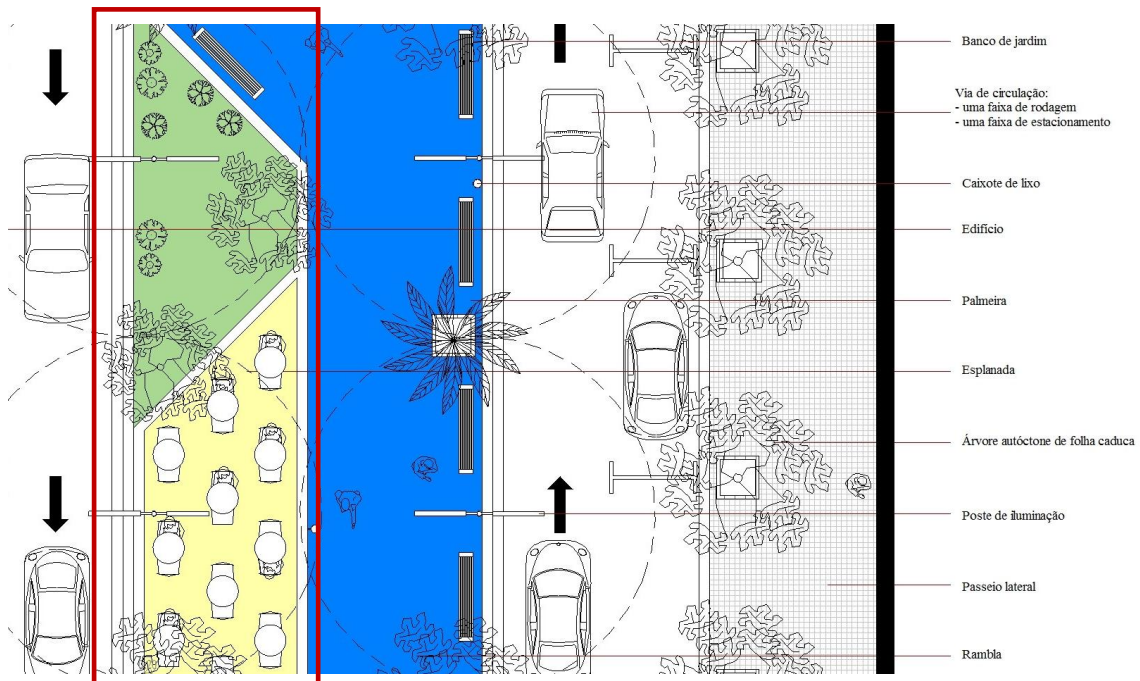 Banco de jardim
Via de circulação:
- uma faixa de rodagem
- uma faixa de estacionamento
Caixote de lixo
Edifício
Palmeira
Esplanada
Árvore autóctone de folha caduca
Poste de iluminação
Passeio lateral
Rambla